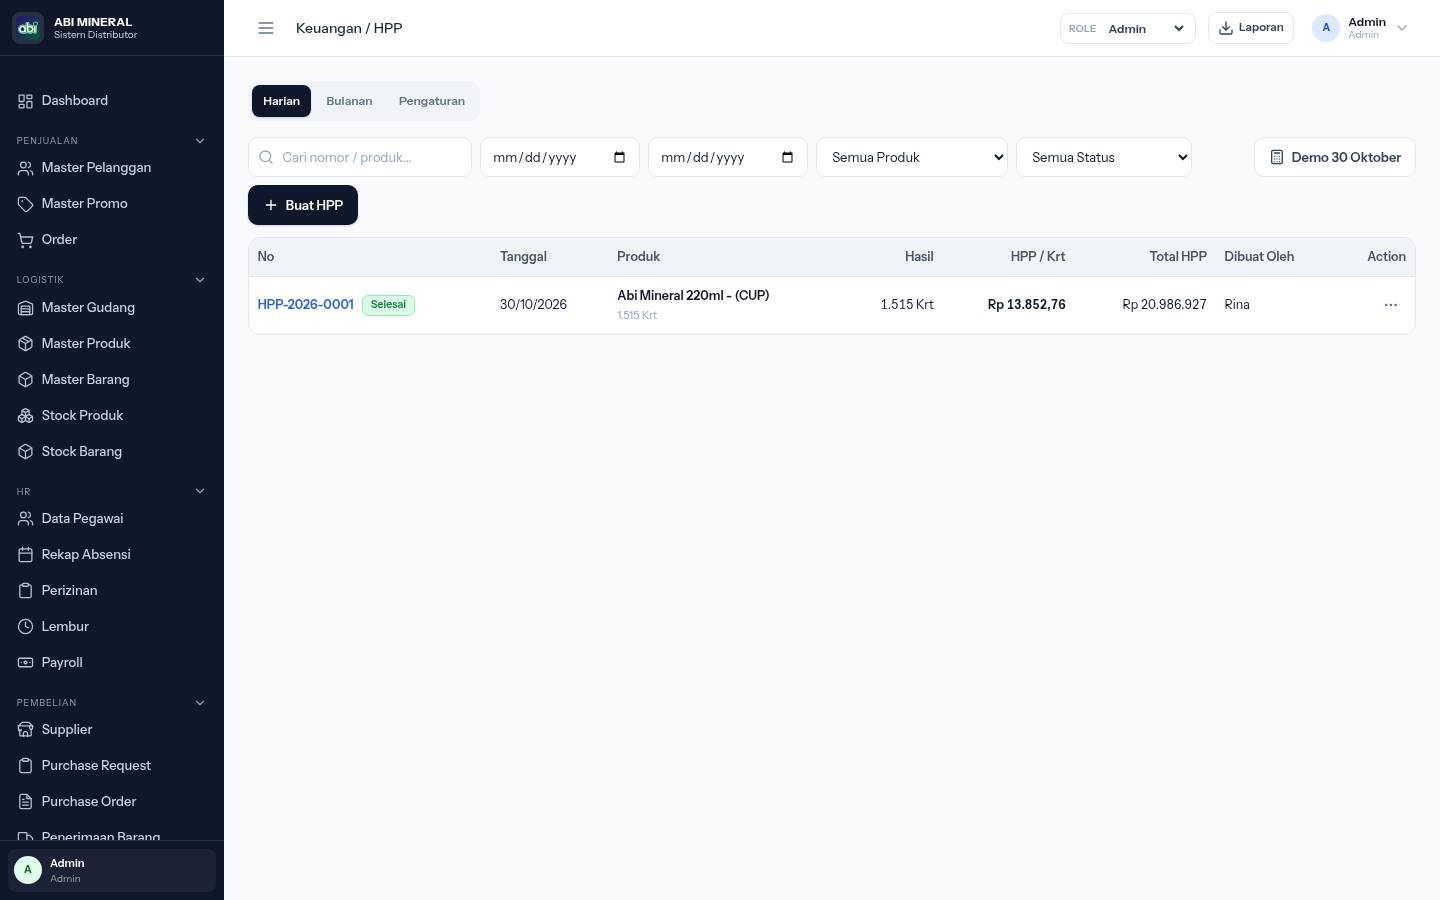 ABI MINERAL
Sistem Distributor
Dashboard
PENJUALAN
Master Pelanggan
Master Promo
Order
LOGISTIK
Master Gudang
Master Produk
Master Barang
Stock Produk
Stock Barang
HR
Data Pegawai
Rekap Absensi
Perizinan
Lembur
Payroll
PEMBELIAN
Supplier
Purchase Request
Purchase Order
Penerimaan Barang
A Admin
Admin
Keuangan / HPP
ROLE Admin
Laporan
A Admin
Admin
Harian Bulanan Pengaturan
Cari nomor / produk... mm/dd/yyyy mm/dd/yyyy Semua Produk Semua Status Demo 30 Oktober
Buat HPP
No Tanggal Produk Hasil HPP / Krt Total HPP Dibuat Oleh Action
HPP-2026-0001 Selesai 30/10/2026 Abi Mineral 220ml - (CUP) 1.515 Krt Rp 13.852,76 Rp 20.986.927 Rina ...
1.515 Krt